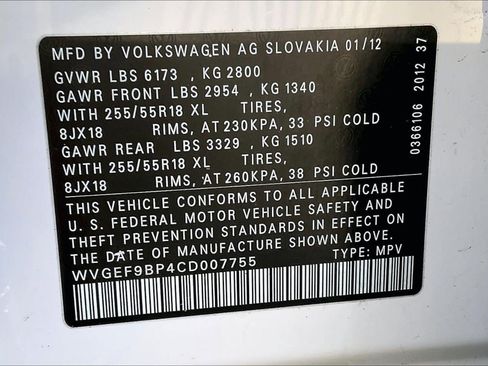 MFD BY VOLKSWAGEN AG SLOVAKIA 01/12
GVWR LBS 6173 , KG 2800
GAWR FRONT LBS 2954 , KG 1340
WITH 255/55R18 XL TIRES,
8JX18 RIMS, AT 230KPA, 33 PSI COLD
GAWR REAR LBS 3329 , KG 1510
WITH 255/55R18 XL TIRES,
8JX18 RIMS, AT 260KPA, 38 PSI COLD
THIS VEHICLE CONFORMS TO ALL APPLICABLE
U. S. FEDERAL MOTOR VEHICLE SAFETY AND
THEFT PREVENTION STANDARDS IN EFFECT ON
THE DATE OF MANUFACTURE SHOWN ABOVE
WVGEF9BP4CD007755 TYPE: MPV
0366106 2012 37